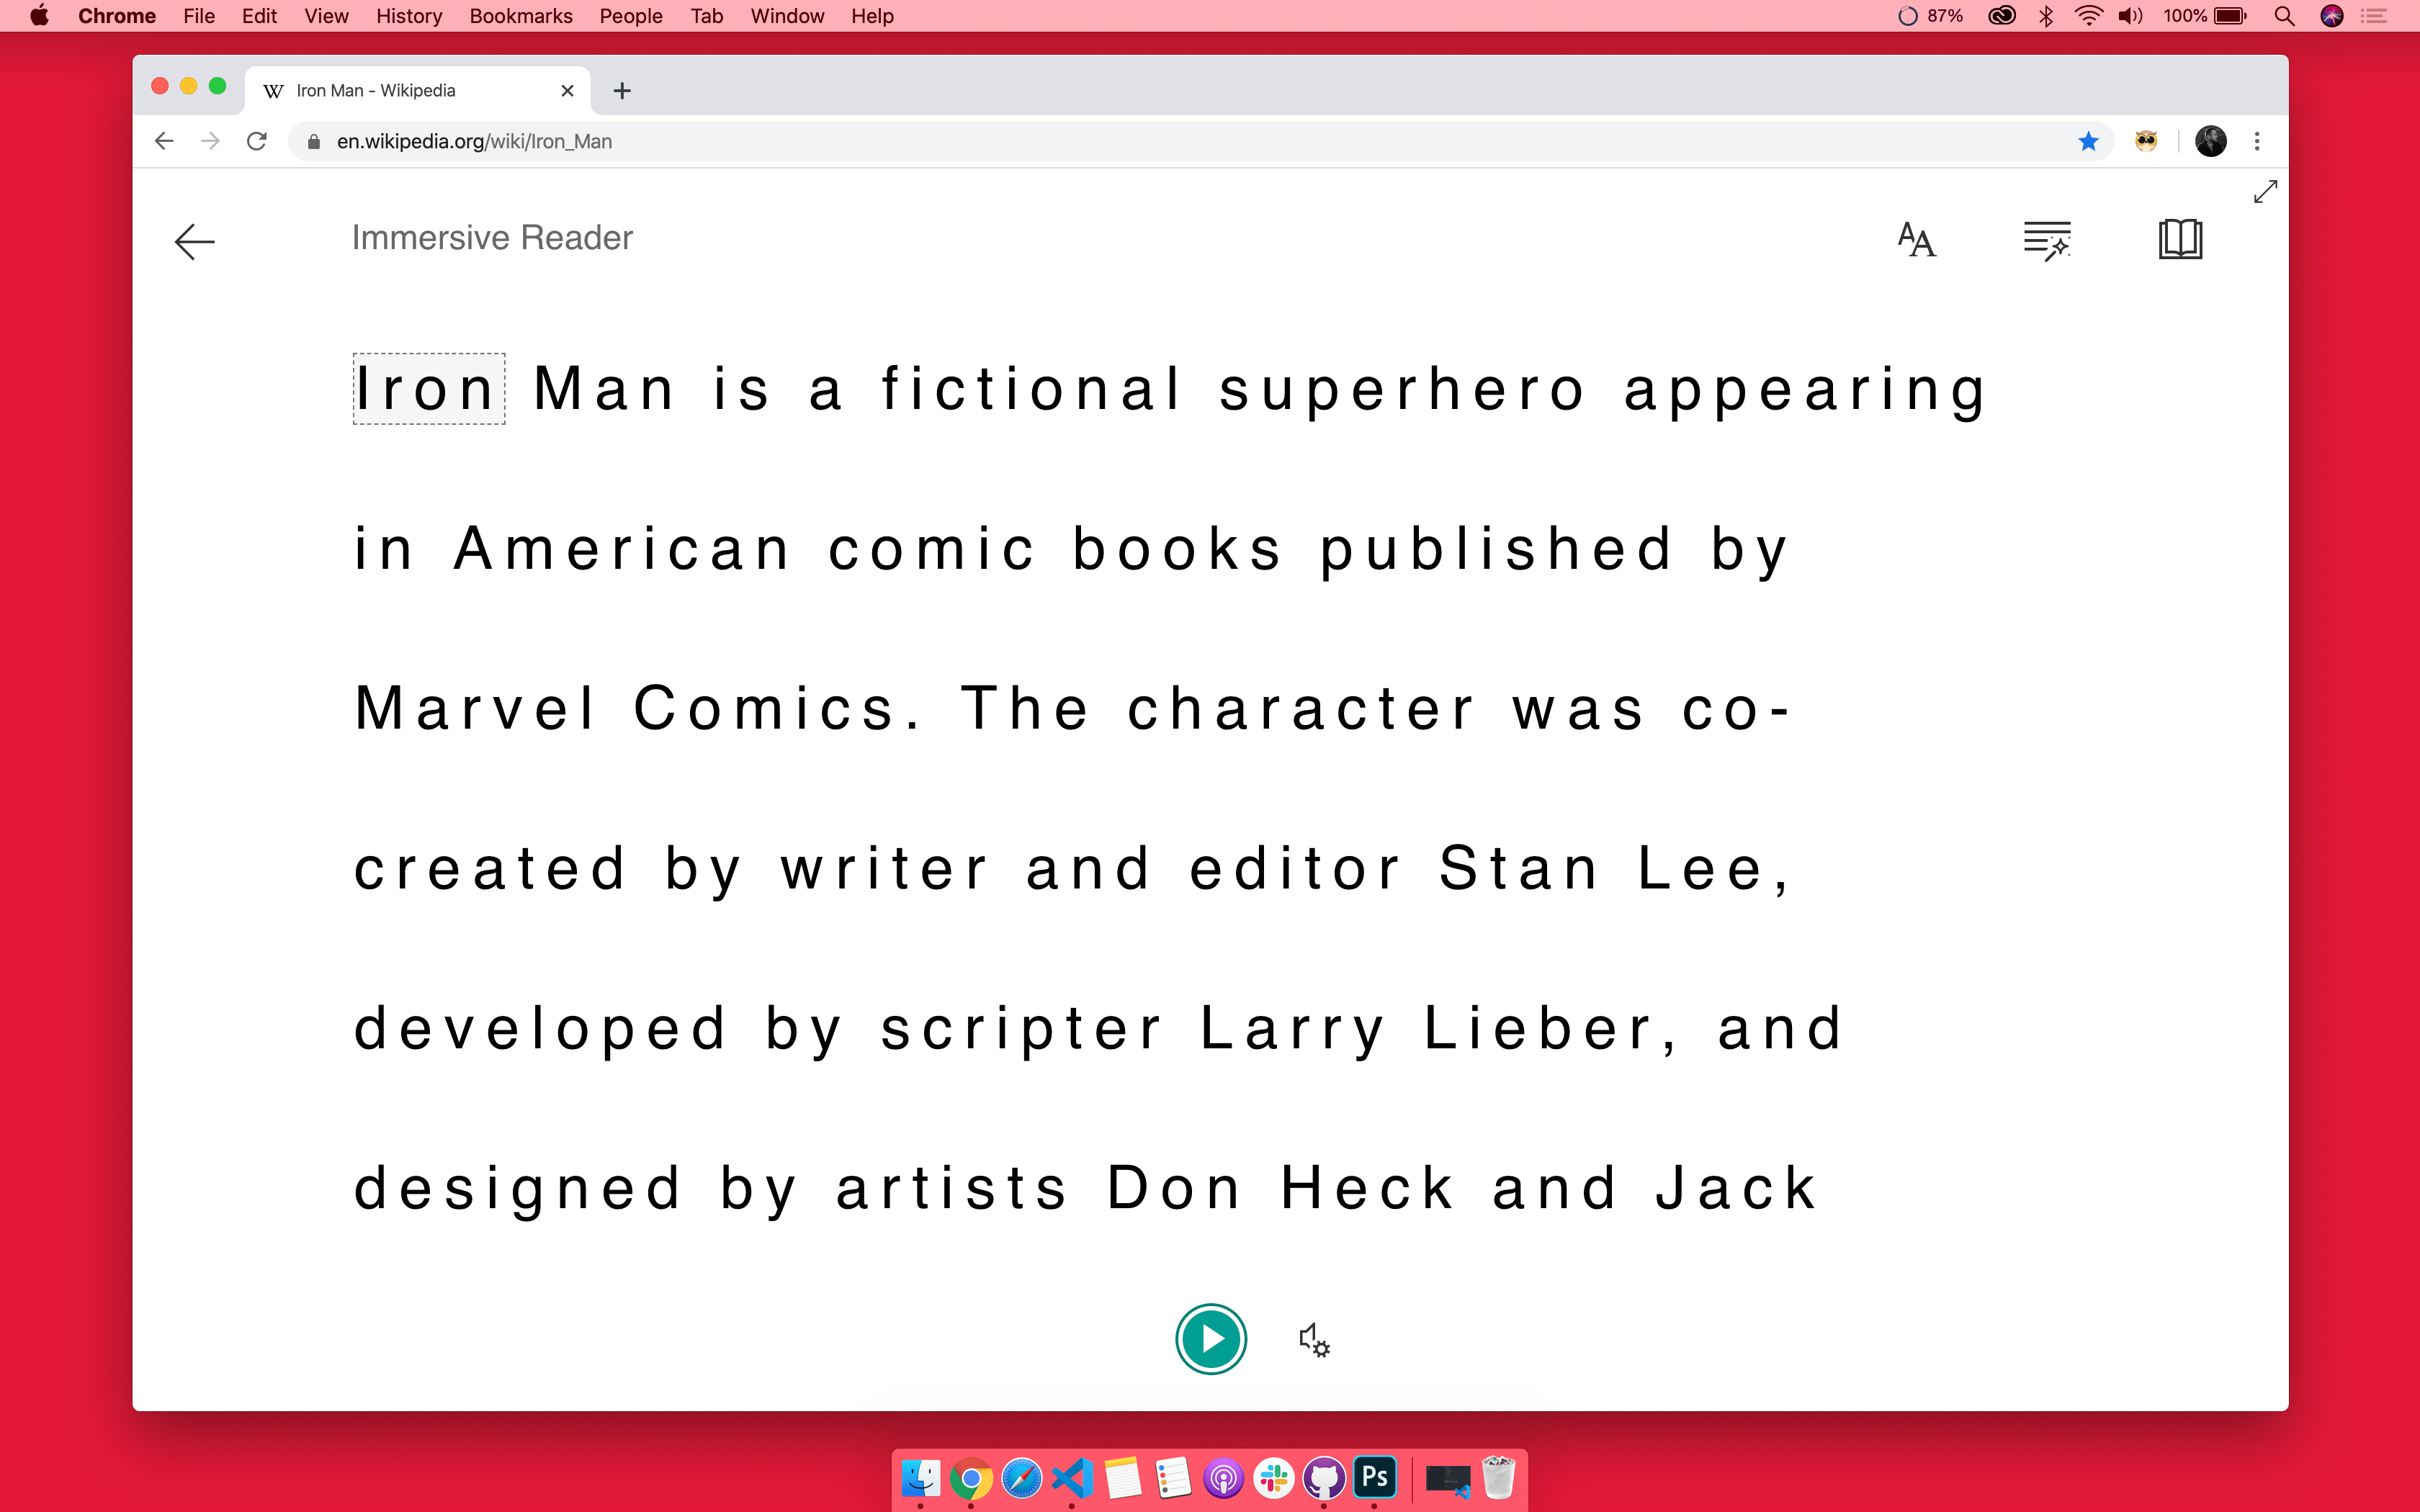 Chrome File Edit View History Bookmarks People Tab Window Help 87% 100%
Iron Man - Wikipedia
en.wikipedia.org/wiki/Iron_Man
Immersive Reader
Iron Man is a fictional superhero appearing
in American comic books published by
Marvel Comics. The character was co-
created by writer and editor Stan Lee,
developed by scripter Larry Lieber, and
designed by artists Don Heck and Jack
Ps